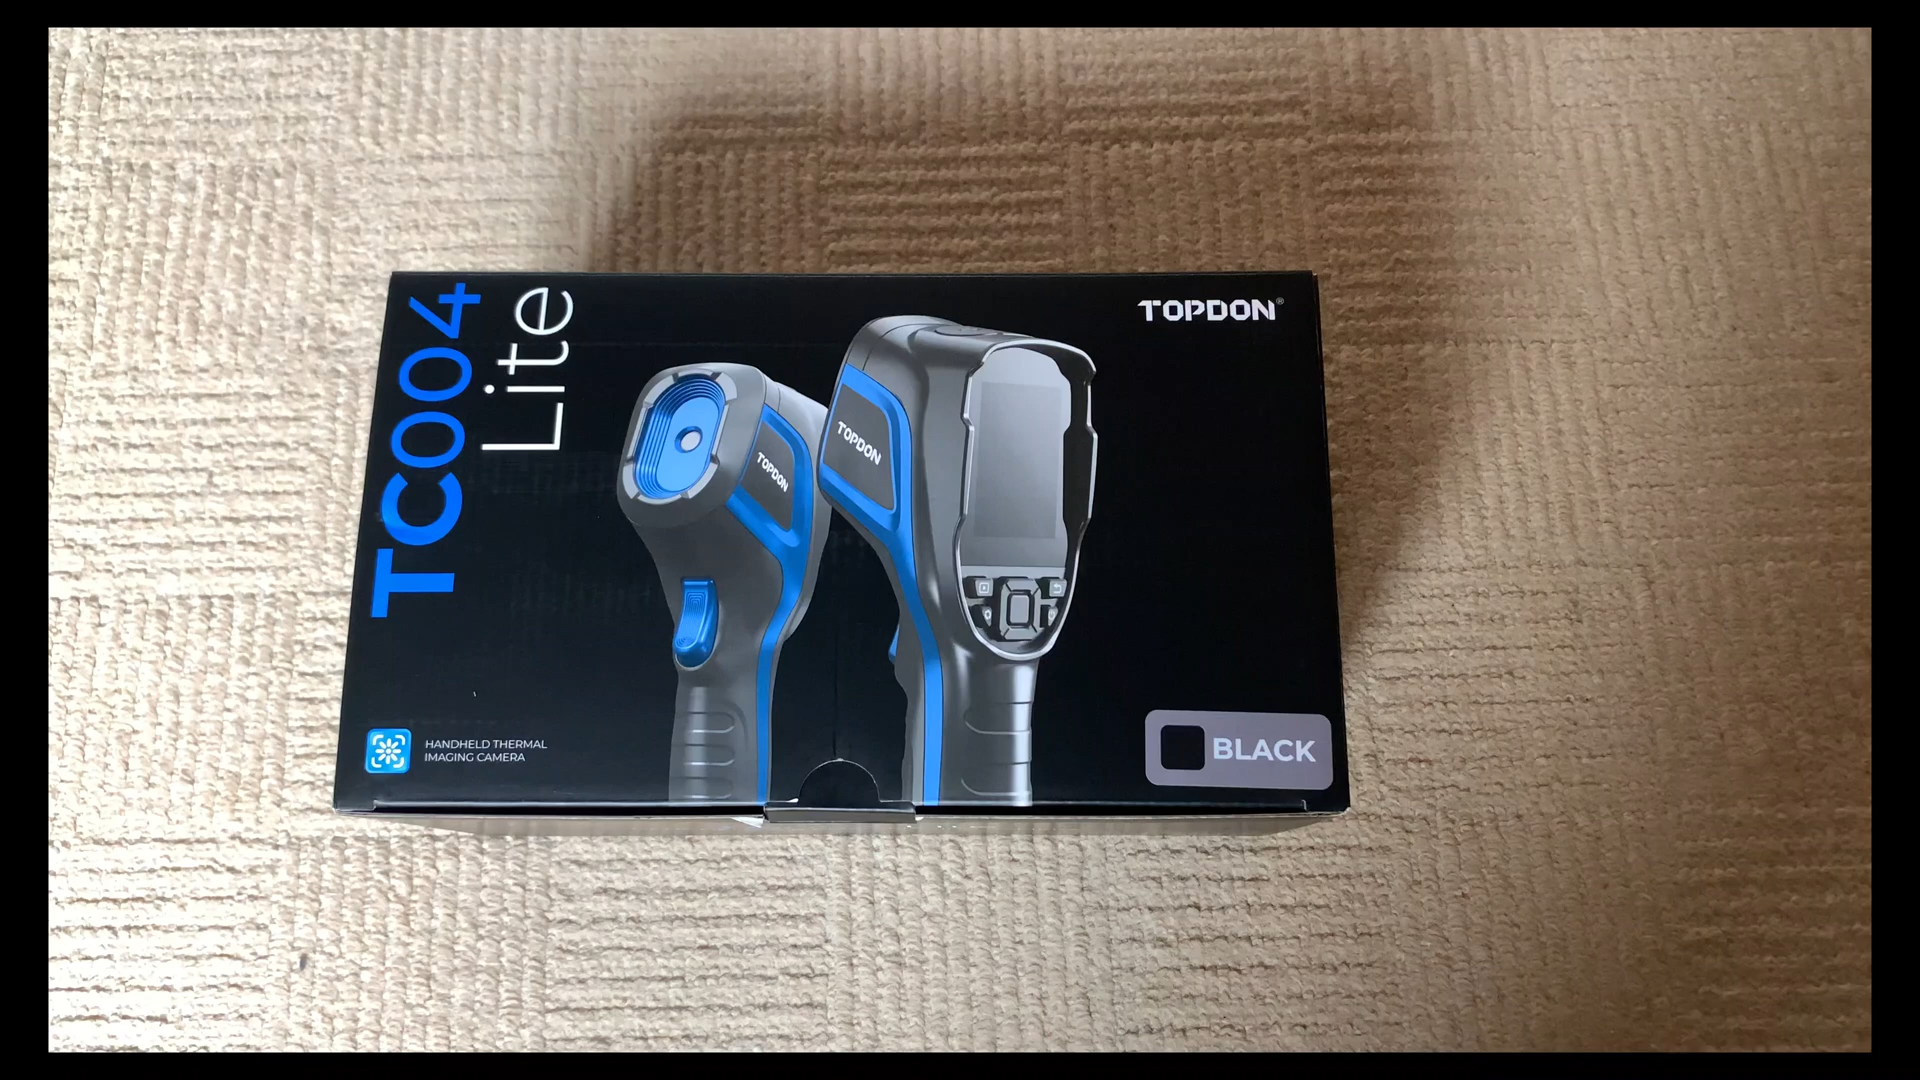 TC004
Lite
TOPDON®
TOPDON
TOPDON
HANDHELD THERMAL
IMAGING CAMERA
BLACK